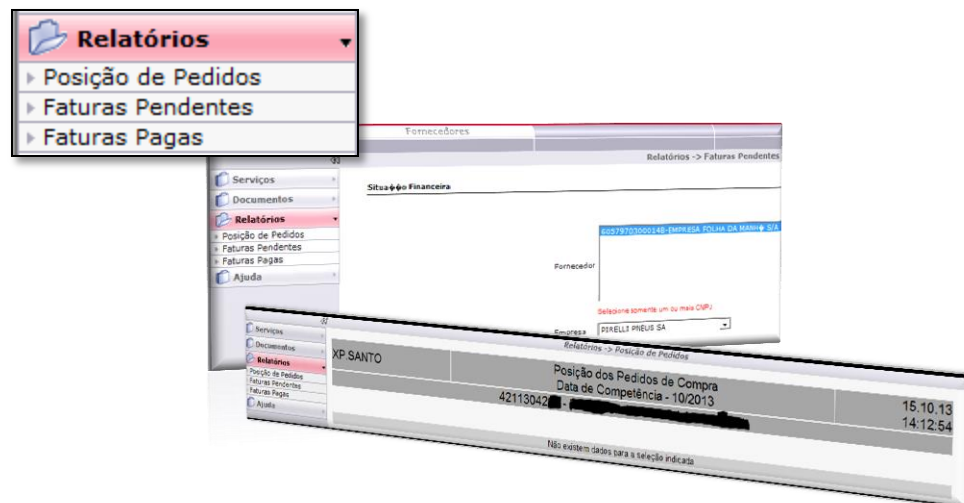 Relatórios
Posição de Pedidos
Faturas Pendentes
Faturas Pagas
Fornecedores
Relatórios -> Faturas Pendentes
Serviços
Documentos
Relatórios
Posição de Pedidos
Faturas Pendentes
Faturas Pagas
Ajuda
Situa��o Financeira
60579703000148-EMPRESA FOLHA DA MANH� S/A
Fornecedor
Selecione somente um ou mais CNPJ
Empresa
PIRELLI PNEUS SA
Relatórios -> Posição de Pedidos
Serviços
Documentos
Relatórios
Posição de Pedidos
Faturas Pendentes
Faturas Pagas
Ajuda
XP.SANTO
Posição dos Pedidos de Compra
Data de Competência - 10/2013
15.10.13
14:12:54
42113042 -
Não existem dados para a seleção indicada